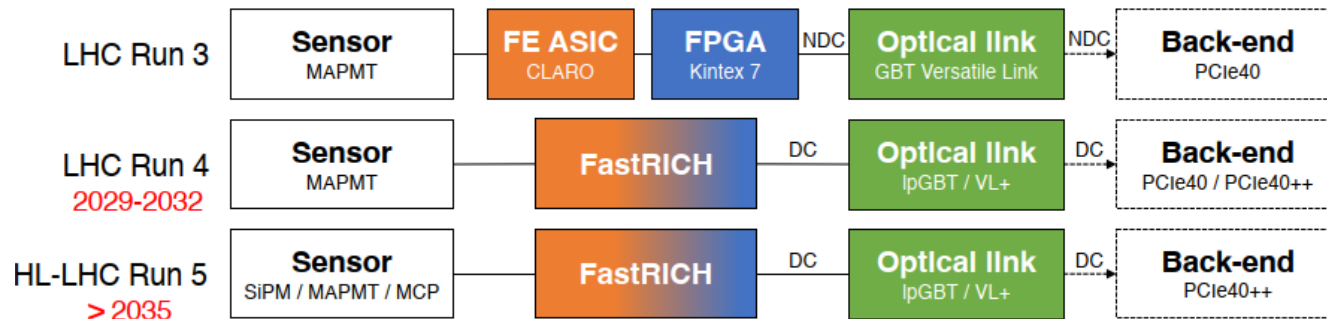 LHC Run 3
Sensor
MAPMT
FE ASIC
CLARO
FPGA
Kintex 7
NDC
Optical link
GBT Versatile Link
NDC
Back-end
PCIe40
LHC Run 4
2029-2032
Sensor
MAPMT
FastRICH
DC
Optical link
lpGBT / VL+
DC
Back-end
PCIe40 / PCIe40++
HL-LHC Run 5
> 2035
Sensor
SiPM / MAPMT / MCP
FastRICH
DC
Optical link
lpGBT / VL+
DC
Back-end
PCIe40++